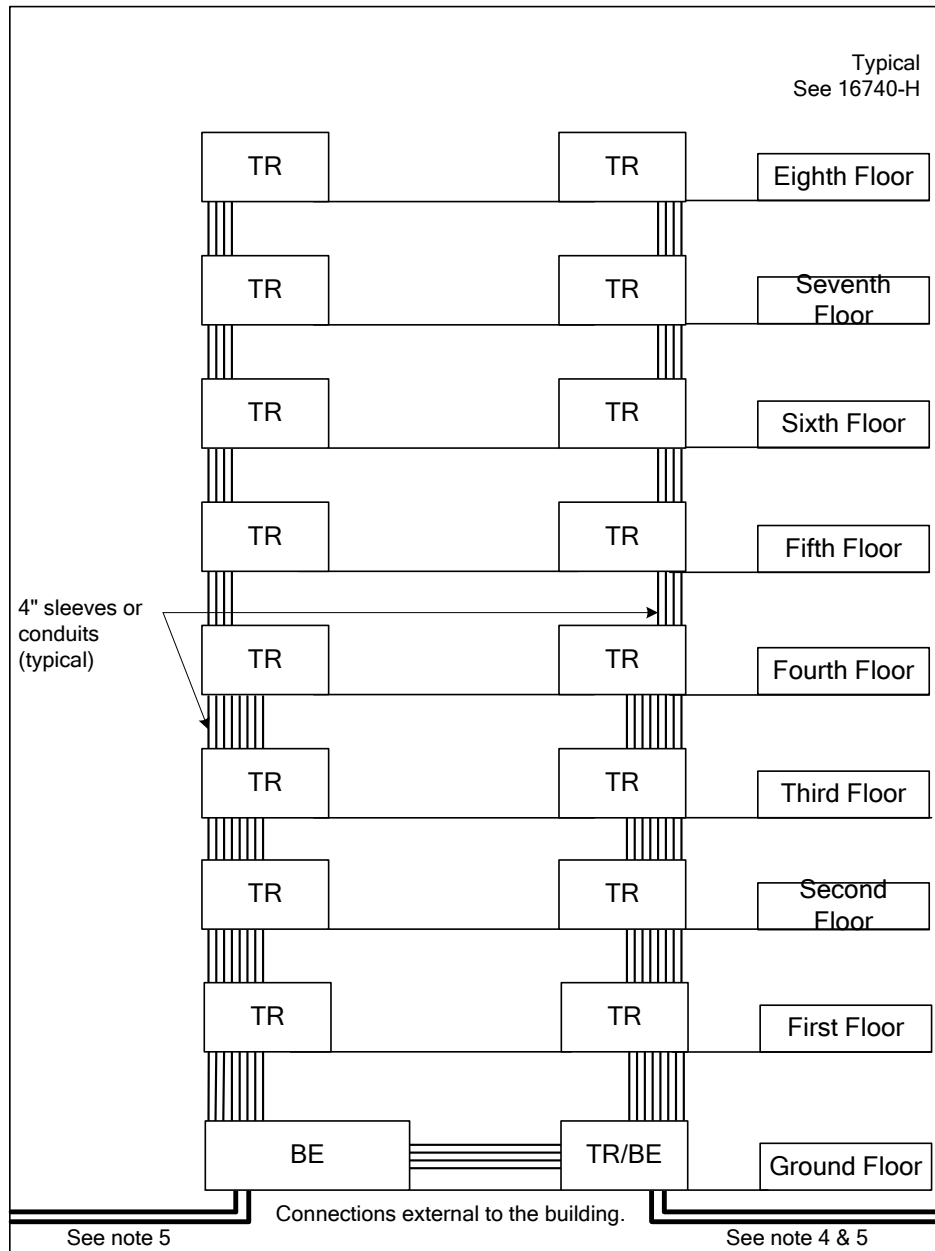 Typical
See 16740-H
TR
TR
Eighth Floor
TR
TR
Seventh
Floor
TR
TR
Sixth Floor
TR
TR
Fifth Floor
4" sleeves or
conduits
(typical)
TR
TR
Fourth Floor
TR
TR
Third Floor
TR
TR
Second
Floor
TR
TR
First Floor
BE
TR/BE
Ground Floor
Connections external to the building.
See note 5
See note 4 & 5